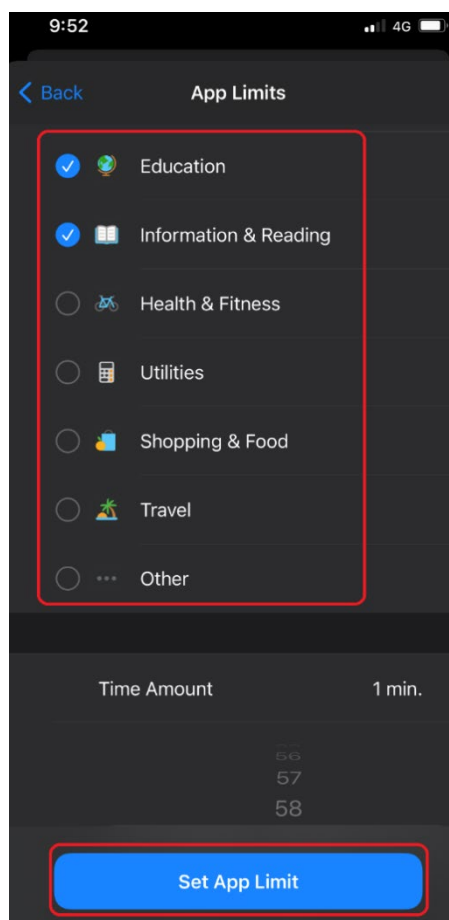 9:52 4G
Back App Limits
Education
Information & Reading
Health & Fitness
Utilities
Shopping & Food
Travel
Other
Time Amount 1 min.
56
57
58
Set App Limit